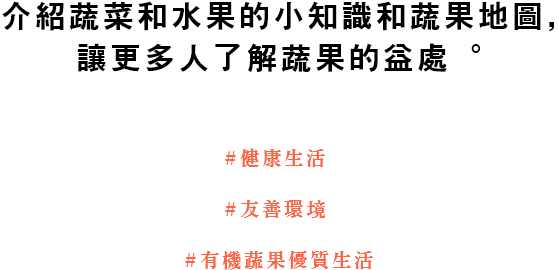 介紹蔬菜和水果的小知識和蔬果地圖,
讓更多人了解蔬果的益處。
#健康生活
#友善環境
#有機蔬果優質生活